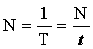 N = 1/T = N/t